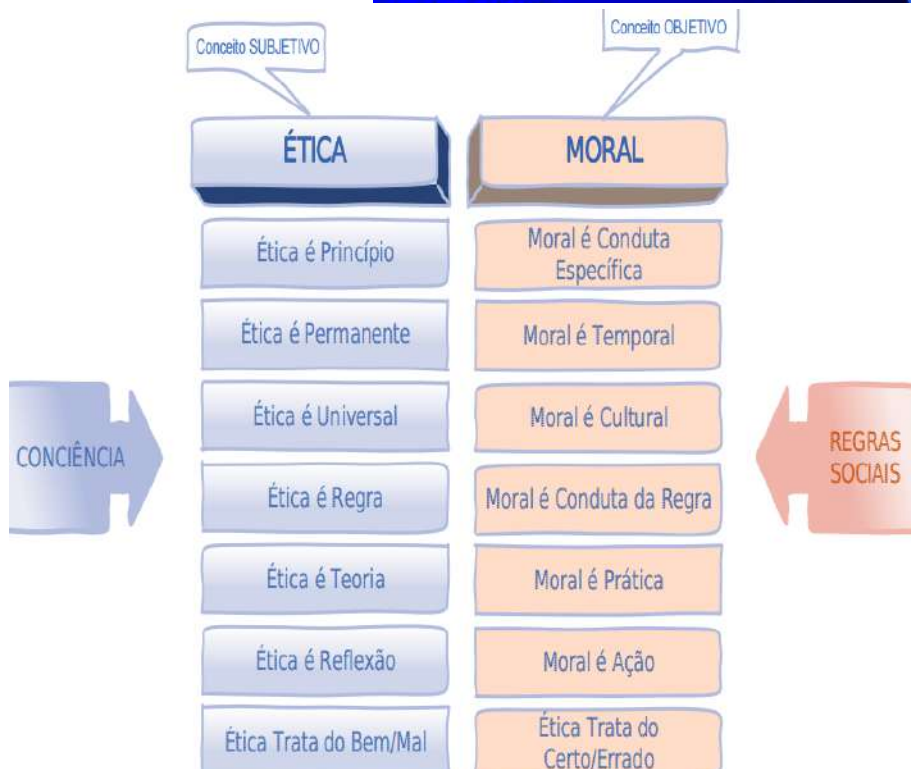 Conceito SUBJETIVO
Conceito OBJETIVO
ÉTICA
MORAL
Ética é Princípio
Moral é Conduta
Específica
Ética é Permanente
Moral é Temporal
Ética é Universal
Moral é Cultural
CONCIÊNCIA
REGRAS
SOCIAIS
Ética é Regra
Moral é Conduta da Regra
Ética é Teoria
Moral é Prática
Ética é Reflexão
Moral é Ação
Ética Trata do Bem/Mal
Ética Trata do
Certo/Errado